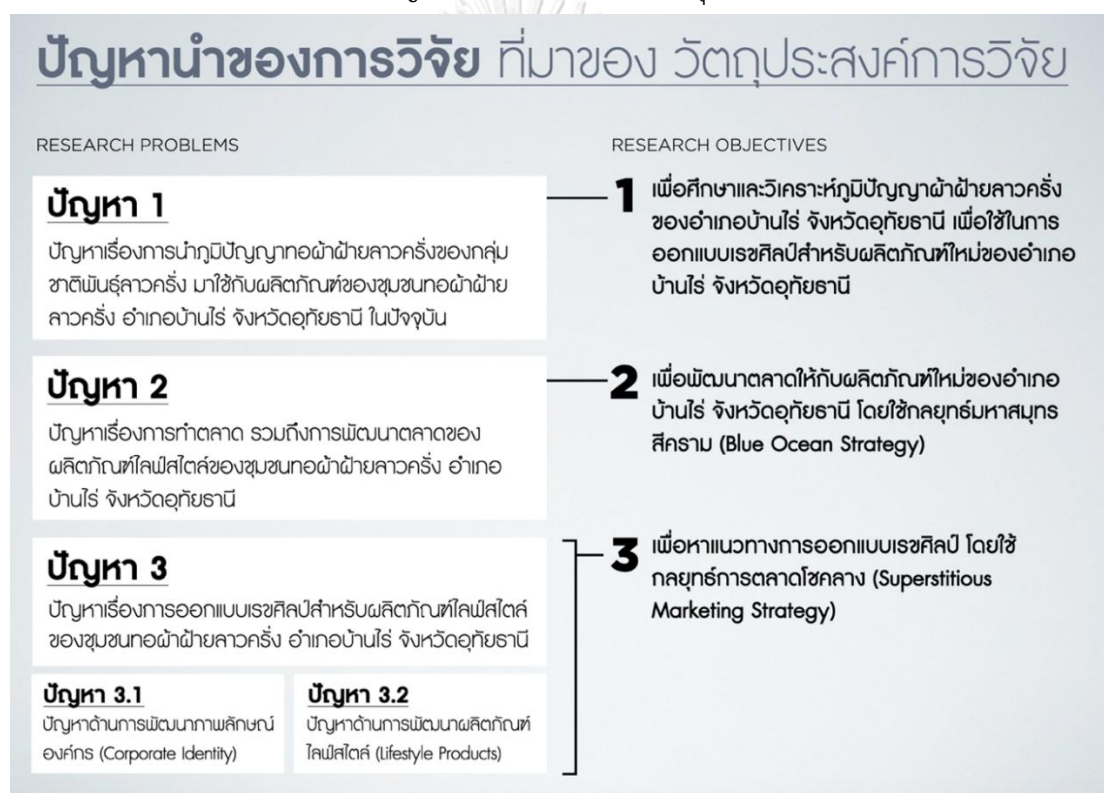 ปัญหานำของการวิจัย ที่มาของ วัตถุประสงค์การวิจัย
RESEARCH PROBLEMS
ปัญหา 1
ปัญหาเรื่องการนำภูมิปัญญาทอผ้าฝ้ายลาวครั่งของกลุ่ม
ชาติพันธุ์ลาวครั่ง มาใช้กับผลิตภัณฑ์ของชุมชนทอผ้าฝ้าย
ลาวครั่ง อำเภอบ้านไร่ จังหวัดอุทัยธานี ในปัจจุบัน
ปัญหา 2
ปัญหาเรื่องการทำตลาด รวมถึงการพัฒนาตลาดของ
ผลิตภัณฑ์ไลฟ์สไตล์ของชุมชนทอผ้าฝ้ายลาวครั่ง อำเภอ
บ้านไร่ จังหวัดอุทัยธานี
ปัญหา 3
ปัญหาเรื่องการออกแบบเรขศิลป์สำหรับผลิตภัณฑ์ไลฟ์สไตล์
ของชุมชนทอผ้าฝ้ายลาวครั่ง อำเภอบ้านไร่ จังหวัดอุทัยธานี
ปัญหา 3.1
ปัญหาด้านการพัฒนาภาพลักษณ์
องค์กร (Corporate Identity)
ปัญหา 3.2
ปัญหาด้านการพัฒนาผลิตภัณฑ์
ไลฟ์สไตล์ (Lifestyle Products)
RESEARCH OBJECTIVES
1 เพื่อศึกษาและวิเคราะห์ภูมิปัญญาผ้าฝ้ายลาวครั่ง
ของอำเภอบ้านไร่ จังหวัดอุทัยธานี เพื่อใช้ในการ
ออกแบบเรขศิลป์สำหรับผลิตภัณฑ์ใหม่ของอำเภอ
บ้านไร่ จังหวัดอุทัยธานี
2 เพื่อพัฒนาตลาดให้กับผลิตภัณฑ์ใหม่ของอำเภอ
บ้านไร่ จังหวัดอุทัยธานี โดยใช้กลยุทธ์มหาสมุทร
สีคราม (Blue Ocean Strategy)
3 เพื่อหาแนวทางการออกแบบเรขศิลป์ โดยใช้
กลยุทธ์การตลาดโชคลาง (Superstitious
Marketing Strategy)